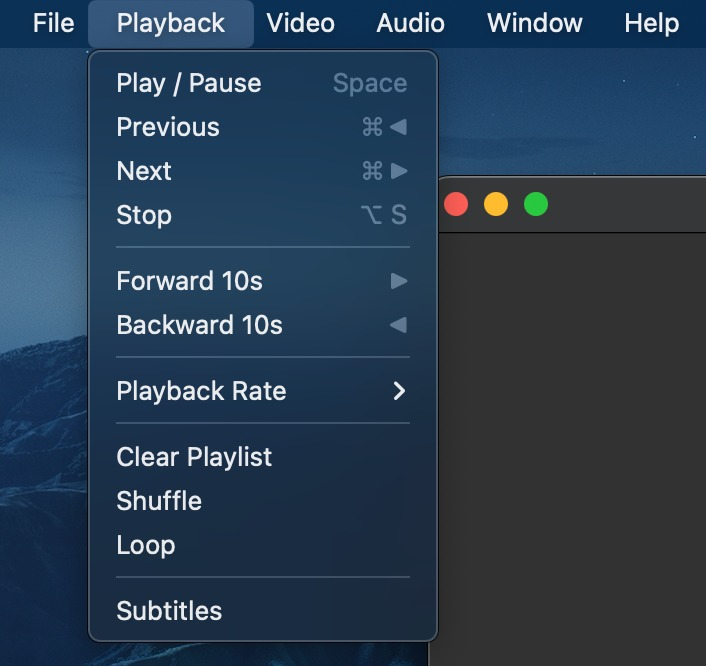 File Playback Video Audio Window Help
Play / Pause Space
Previous ⌘ ◀
Next ⌘ ▶
Stop ⌥ S
Forward 10s ▶
Backward 10s ◀
Playback Rate >
Clear Playlist
Shuffle
Loop
Subtitles